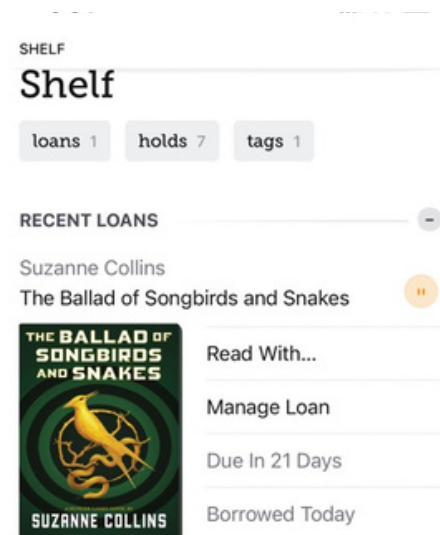 SHELF
Shelf
loans 1 holds 7 tags 1
RECENT LOANS
Suzanne Collins
The Ballad of Songbirds and Snakes
THE BALLAD OF
SONGBIRDS
AND SNAKES
SUZANNE COLLINS
Read With...
Manage Loan
Due In 21 Days
Borrowed Today